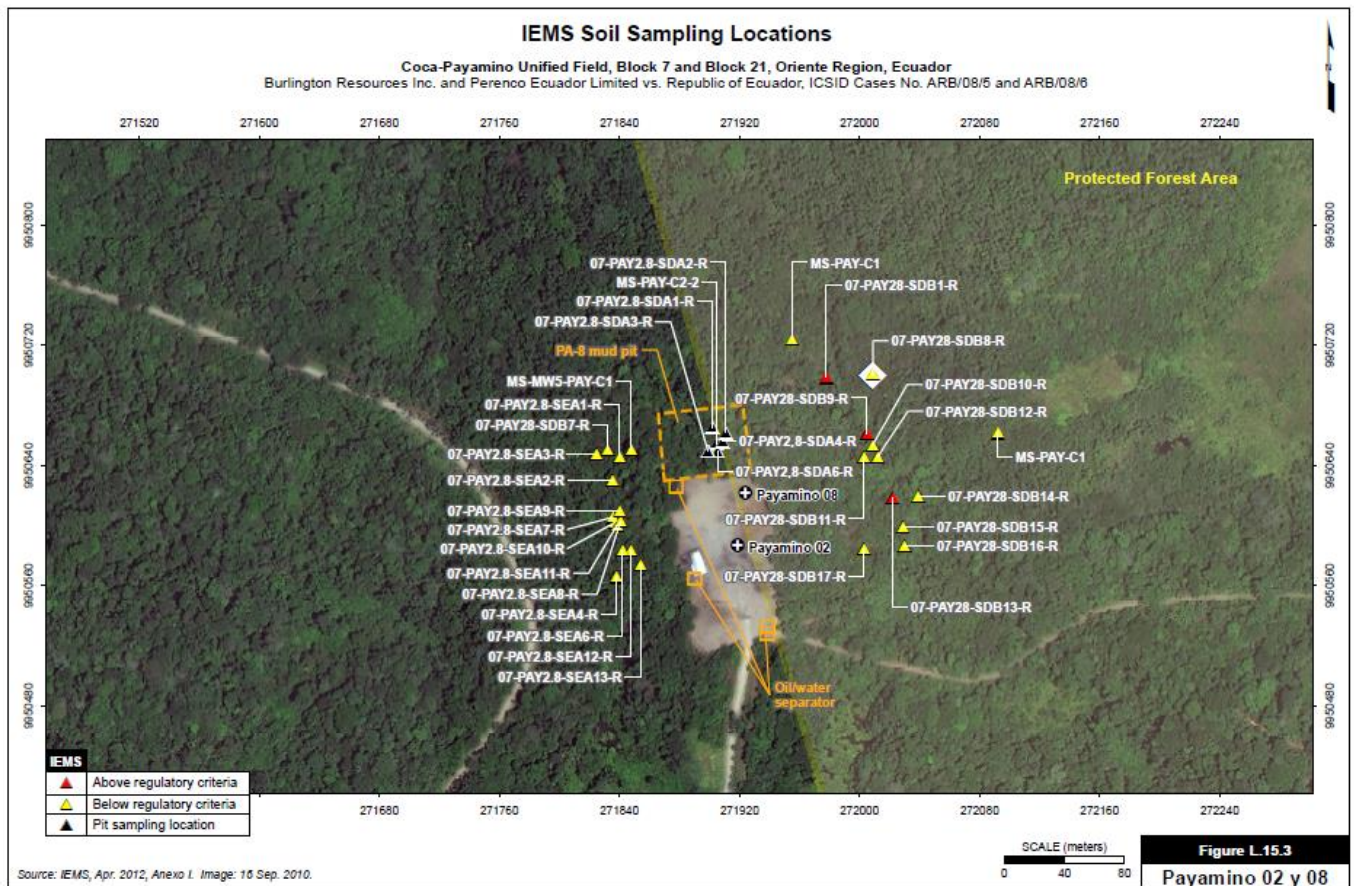 IEMS Soil Sampling Locations
Coca-Payamino Unified Field, Block 7 and Block 21, Oriente Region, Ecuador
Burlington Resources Inc. and Perenco Ecuador Limited vs. Republic of Ecuador, ICSID Cases No. ARB/08/5 and ARB/08/6
271520 271600 271680 271760 271840 271920 272000 272080 272160 272240
Protected Forest Area
9950800 9950800
07-PAY2.8-SDA2-R MS-PAY-C1
MS-PAY-C2-2 07-PAY28-SDB1-R
07-PAY2.8-SDA1-R
07-PAY2.8-SDA3-R
9950720 9950720
07-PAY28-SDB8-R
PA-8 mud pit
MS-MW5-PAY-C1 07-PAY28-SDB10-R
07-PAY28-SDB9-R
07-PAY2.8-SEA1-R 07-PAY28-SDB12-R
07-PAY28-SDB7-R
07-PAY2,8-SDA4-R
07-PAY2.8-SEA3-R MS-PAY-C1
9950640 9950640
07-PAY2,8-SDA6-R
07-PAY2.8-SEA2-R
Payamino 08 07-PAY28-SDB14-R
07-PAY2.8-SEA9-R
07-PAY28-SDB11-R
07-PAY2.8-SEA7-R 07-PAY28-SDB15-R
07-PAY2.8-SEA10-R Payamino 02 07-PAY28-SDB16-R
07-PAY2.8-SEA11-R
07-PAY28-SDB17-R
9950560 9950560
07-PAY2.8-SEA8-R
07-PAY2.8-SEA4-R 07-PAY28-SDB13-R
07-PAY2.8-SEA6-R
07-PAY2.8-SEA12-R
07-PAY2.8-SEA13-R
Oil/water
separator
9950480 9950480
IEMS
Above regulatory criteria
Below regulatory criteria
Pit sampling location
271680 271760 271840 271920 272000 272080 272160 272240
SCALE (meters)
0 40 80
Figure L.15.3
Payamino 02 y 08
Source: IEMS, Apr. 2012, Anexo I. Image: 16 Sep. 2010.